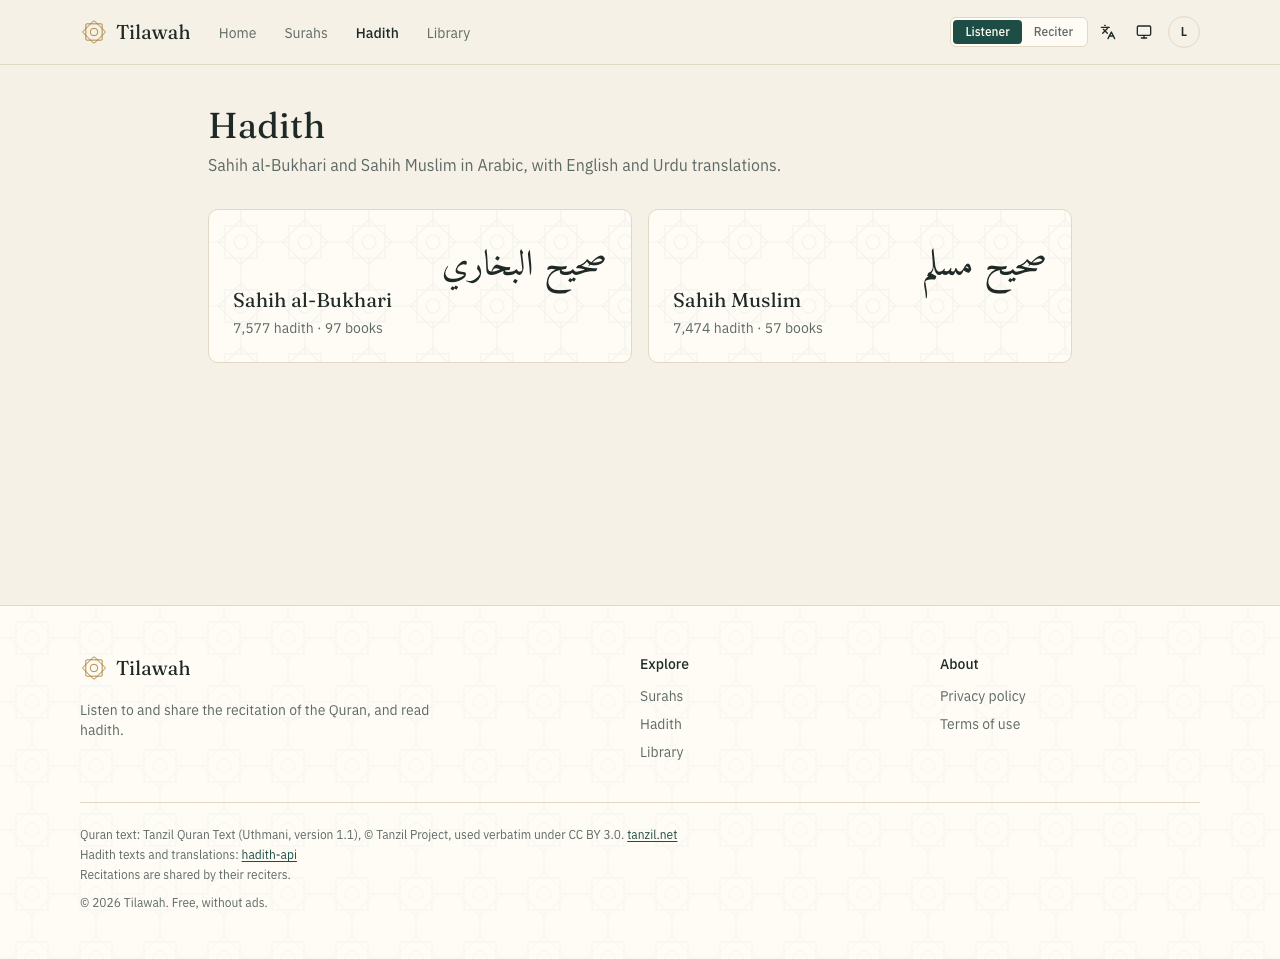 Tilawah
Home
Surahs
Hadith
Library
Listener
Reciter
L
Hadith
Sahih al-Bukhari and Sahih Muslim in Arabic, with English and Urdu translations.
صحيح البخاري
Sahih al-Bukhari
7,577 hadith · 97 books
صحيح مسلم
Sahih Muslim
7,474 hadith · 57 books
Tilawah
Listen to and share the recitation of the Quran, and read
hadith.
Explore
Surahs
Hadith
Library
About
Privacy policy
Terms of use
Quran text: Tanzil Quran Text (Uthmani, version 1.1), © Tanzil Project, used verbatim under CC BY 3.0. tanzil.net
Hadith texts and translations: hadith-api
Recitations are shared by their reciters.
© 2026 Tilawah. Free, without ads.